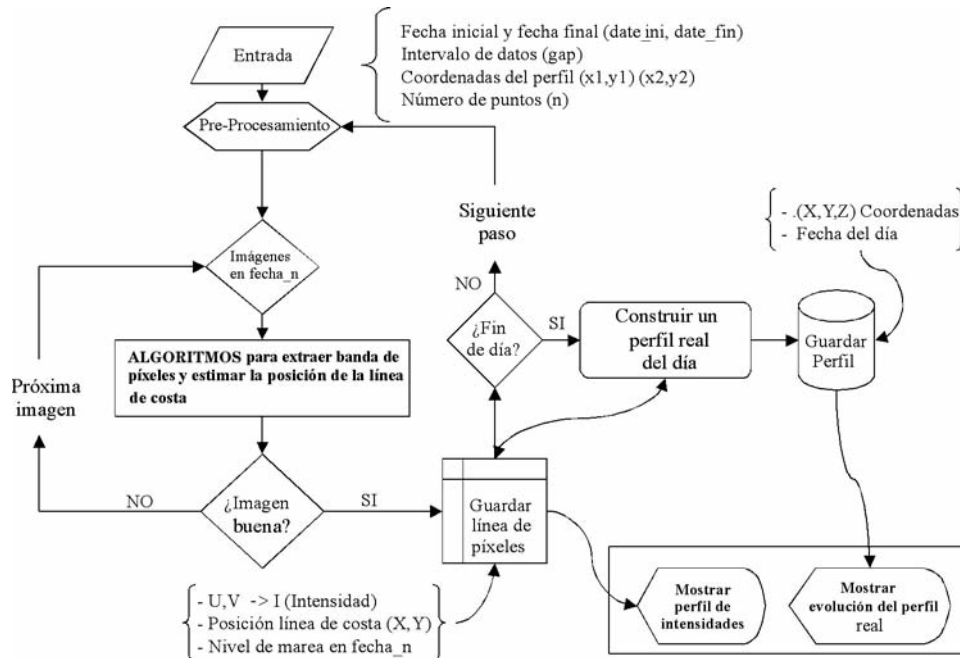 Entrada
Fecha inicial y fecha final (date_ini, date_fin)
Intervalo de datos (gap)
Coordenadas del perfil (x1,y1) (x2,y2)
Número de puntos (n)
Pre-Procesamiento
Siguiente
paso
- .(X,Y,Z) Coordenadas
- Fecha del día
Imágenes
en fecha_n
NO
¿Fin
de día?
SI
Construir un
perfil real
del día
Guardar
Perfil
ALGORITMOS para extraer banda de
píxeles y estimar la posición de la línea
de costa
Próxima
imagen
NO
¿Imagen
buena?
SI
Guardar
línea de
píxeles
- U,V -> I (Intensidad)
- Posición línea de costa (X,Y)
- Nivel de marea en fecha_n
Mostrar
perfil de
intensidades
Mostrar
evolución del perfil
real